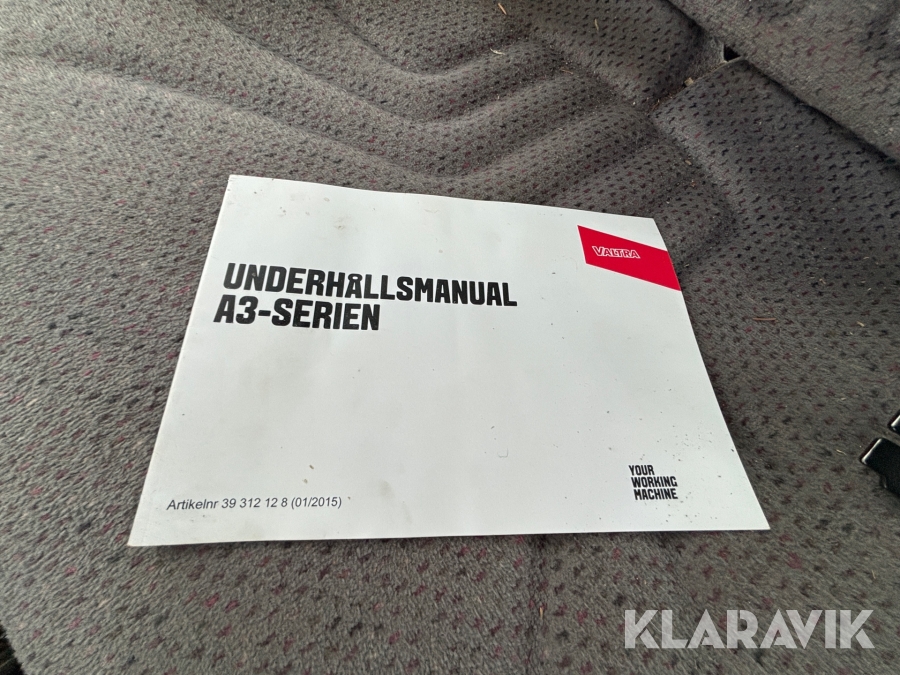 VALTRA
UNDERHÅLLSMANUAL
A3-SERIEN
YOUR
WORKING
MACHINE
Artikelnr 39 312 12 8 (01/2015)
KLARAVIK